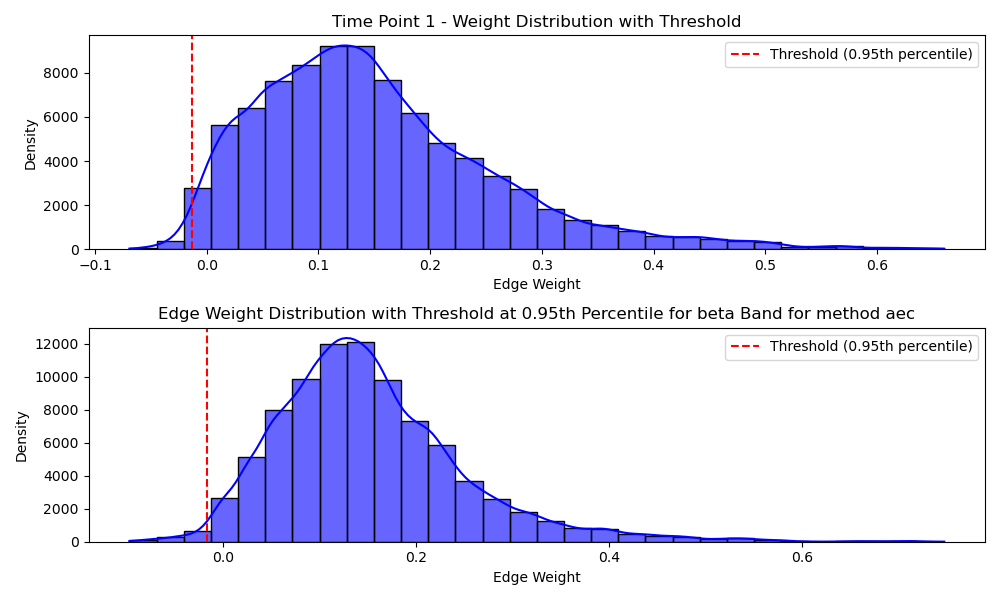 Time Point 1 - Weight Distribution with Threshold
Threshold (0.95th percentile)
Density
8000
6000
4000
2000
0
−0.1 0.0 0.1 0.2 0.3 0.4 0.5 0.6
Edge Weight
Edge Weight Distribution with Threshold at 0.95th Percentile for beta Band for method aec
Threshold (0.95th percentile)
Density
12000
10000
8000
6000
4000
2000
0
0.0 0.2 0.4 0.6
Edge Weight